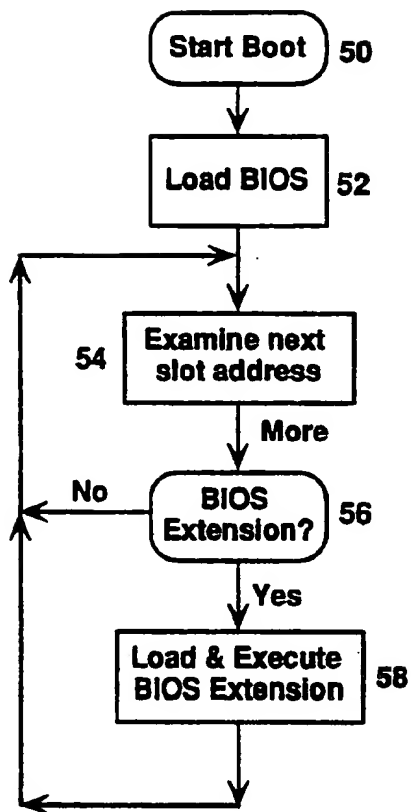 Start Boot 50
Load BIOS 52
54
Examine next
slot address
More
No
BIOS
Extension?
56
Yes
Load & Execute
BIOS Extension
58